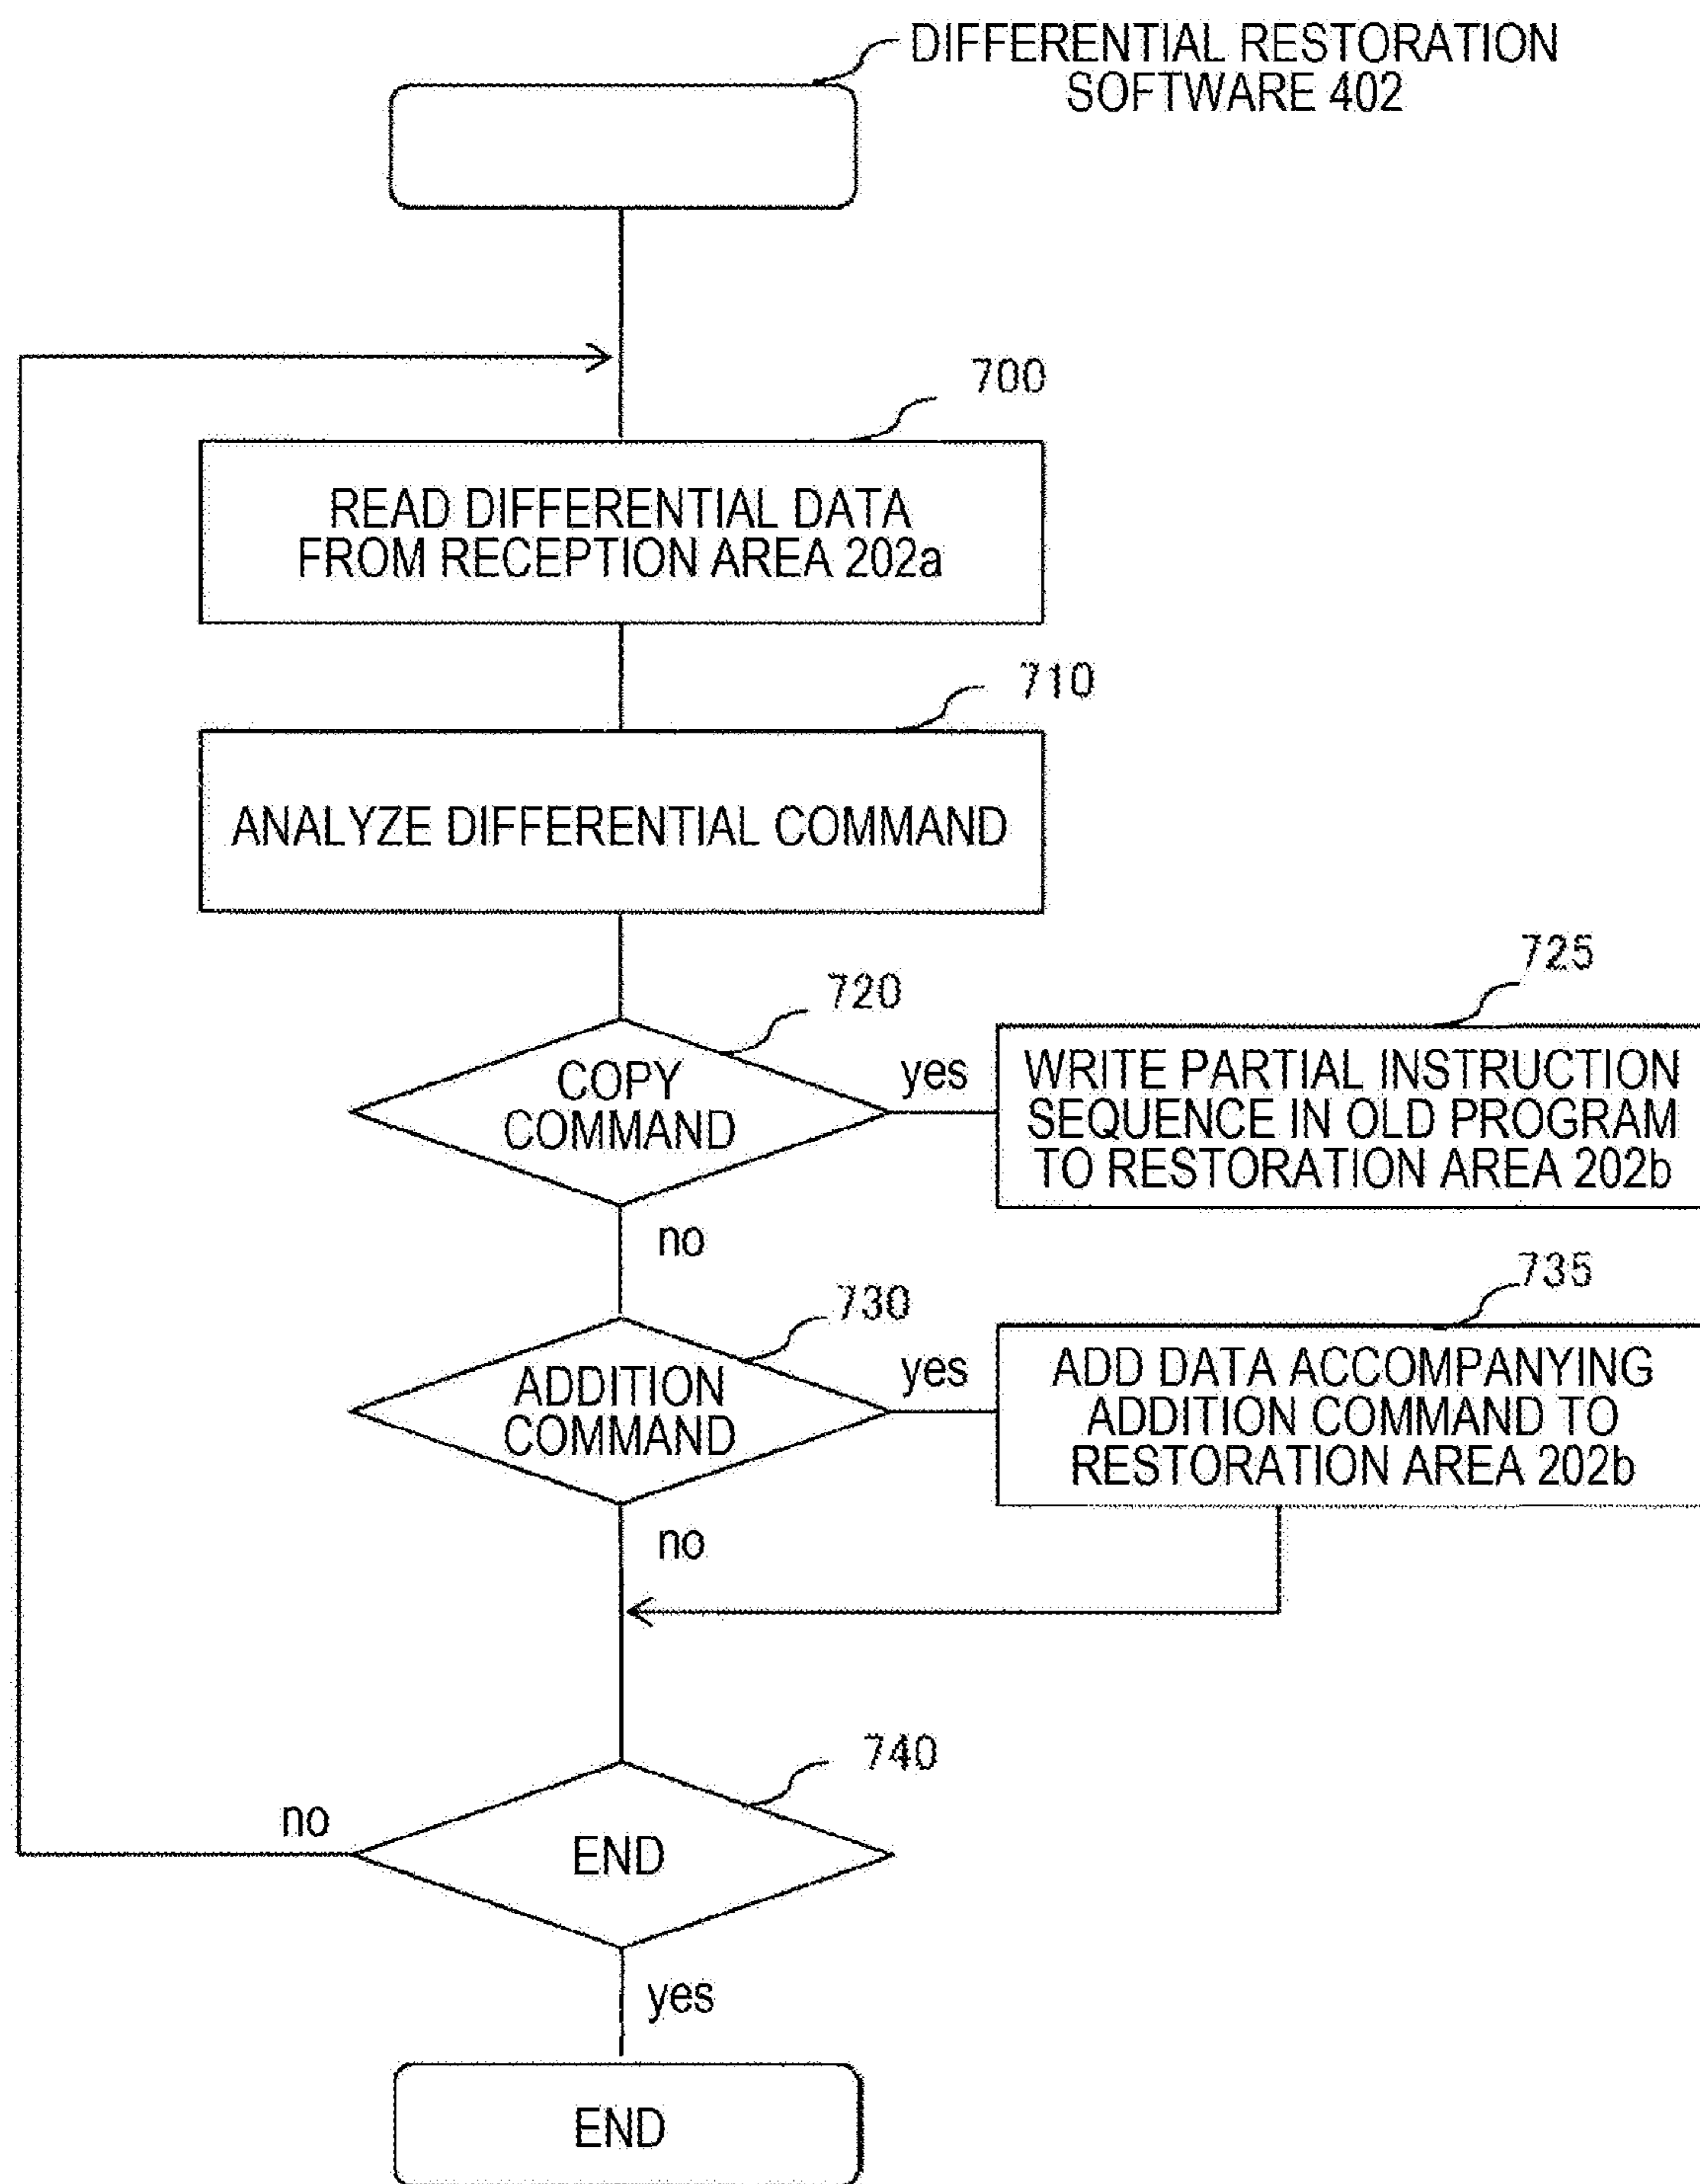 DIFFERENTIAL RESTORATION
SOFTWARE 402
700
READ DIFFERENTIAL DATA
FROM RECEPTION AREA 202a
710
ANALYZE DIFFERENTIAL COMMAND
720
COPY
COMMAND
yes
725
WRITE PARTIAL INSTRUCTION
SEQUENCE IN OLD PROGRAM
TO RESTORATION AREA 202b
no
730
ADDITION
COMMAND
yes
735
ADD DATA ACCOMPANYING
ADDITION COMMAND TO
RESTORATION AREA 202b
no
740
no
END
yes
END